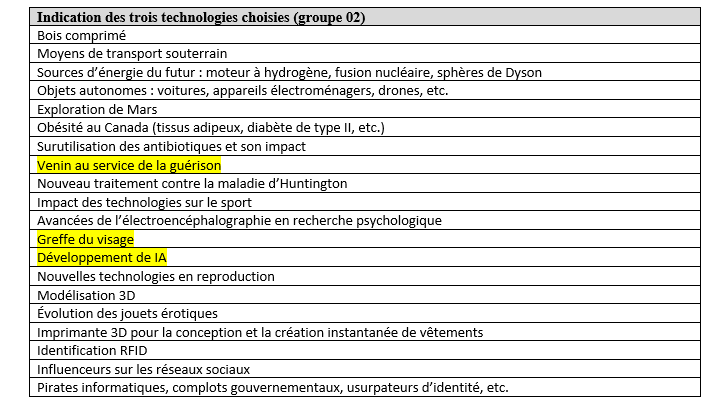 Indication des trois technologies choisies (groupe 02)
Bois comprimé
Moyens de transport souterrain
Sources d’énergie du futur : moteur à hydrogène, fusion nucléaire, sphères de Dyson
Objets autonomes : voitures, appareils électroménagers, drones, etc.
Exploration de Mars
Obésité au Canada (tissus adipeux, diabète de type II, etc.)
Surutilisation des antibiotiques et son impact
Venin au service de la guérison
Nouveau traitement contre la maladie d’Huntington
Impact des technologies sur le sport
Avancées de l’électroencéphalographie en recherche psychologique
Greffe du visage
Développement de IA
Nouvelles technologies en reproduction
Modélisation 3D
Évolution des jouets érotiques
Imprimante 3D pour la conception et la création instantanée de vêtements
Identification RFID
Influenceurs sur les réseaux sociaux
Pirates informatiques, complots gouvernementaux, usurpateurs d’identité, etc.